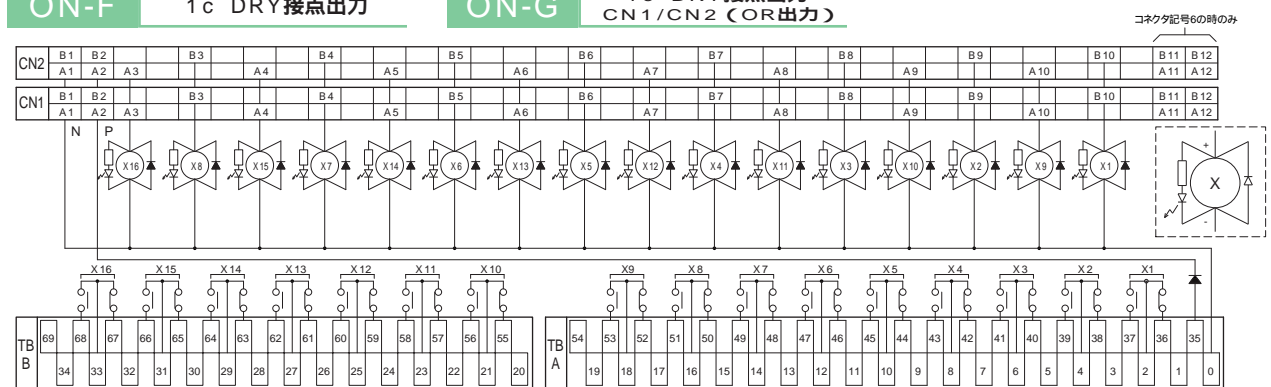 ON-F 1c DRY接点出力 ON-G
CN1/CN2(OR出力)
コネクタ記号6の時のみ
CN2 B1 B2 B3 B4 B5 B6 B7 B8 B9 B10 B11 B12
A1 A2 A3 A4 A5 A6 A7 A8 A9 A10 A11 A12
CN1 B1 B2 B3 B4 B5 B6 B7 B8 B9 B10 B11 B12
A1 A2 A3 A4 A5 A6 A7 A8 A9 A10 A11 A12
N P
X16 X8 X15 X7 X14 X6 X13 X5 X12 X4 X11 X3 X10 X2 X9 X1
+
X
-
X16 X15 X14 X13 X12 X11 X10 X9 X8 X7 X6 X5 X4 X3 X2 X1
TB B 69 68 67 66 65 64 63 62 61 60 59 58 57 56 55
34 33 32 31 30 29 28 27 26 25 24 23 22 21 20
TB A 54 53 52 51 50 49 48 47 46 45 44 43 42 41 40 39 38 37 36 35
19 18 17 16 15 14 13 12 11 10 9 8 7 6 5 4 3 2 1 0